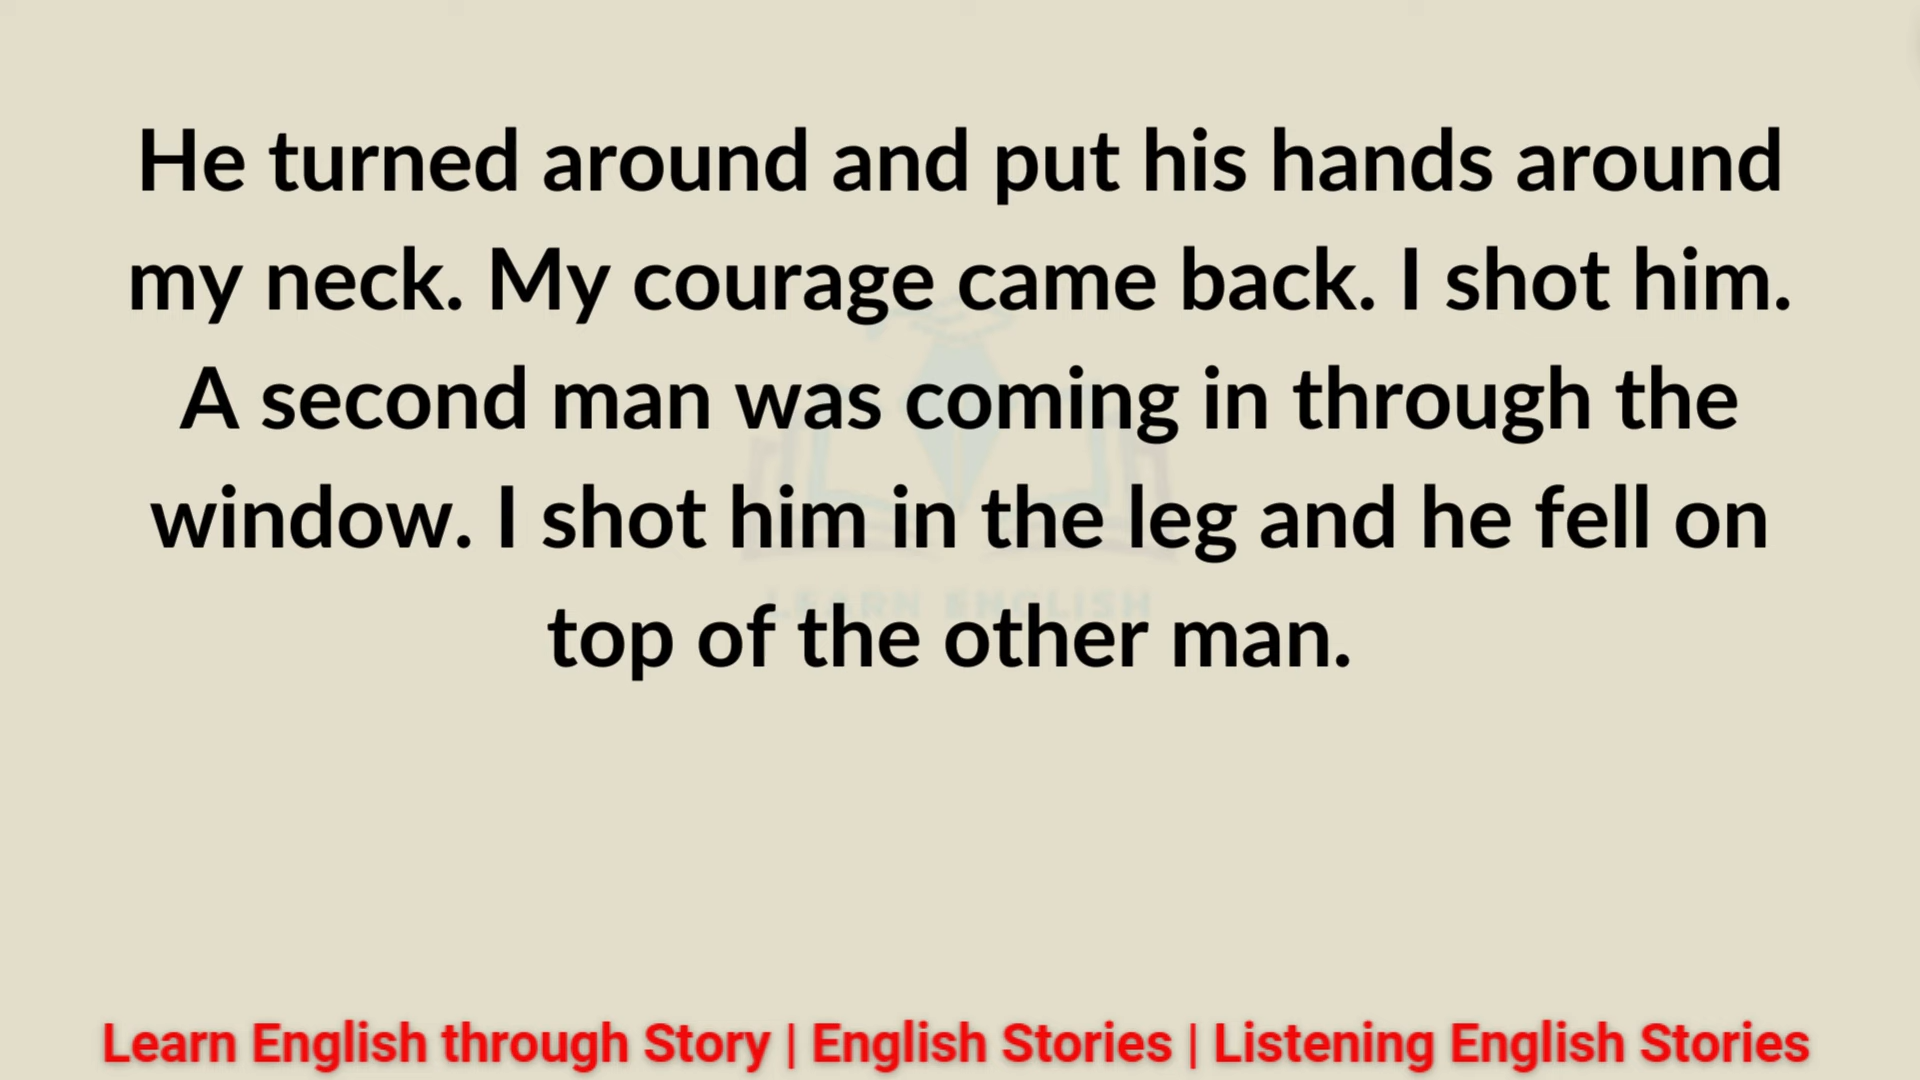 He turned around and put his hands around
my neck. My courage came back. I shot him.
A second man was coming in through the
window. I shot him in the leg and he fell on
top of the other man.
LEARN ENGLISH
Learn English through Story | English Stories | Listening English Stories